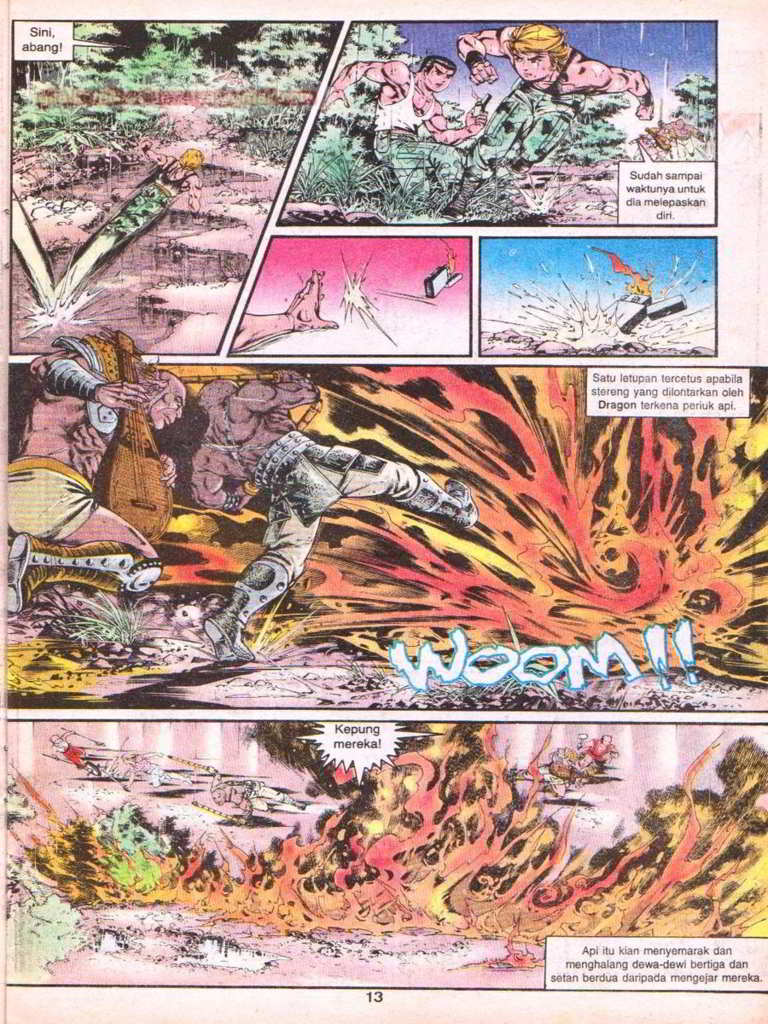 Sini,
abang!
Sudah sampai
waktunya untuk
dia melepaskan
diri.
Satu letupan tercetus apabila
stereng yang dilontarkan oleh
Dragon terkena periuk api.
WOOM!!
Kepung
mereka!
Api itu kian menyemarak dan
menghalang dewa-dewi bertiga dan
setan berdua daripada mengejar mereka.
13